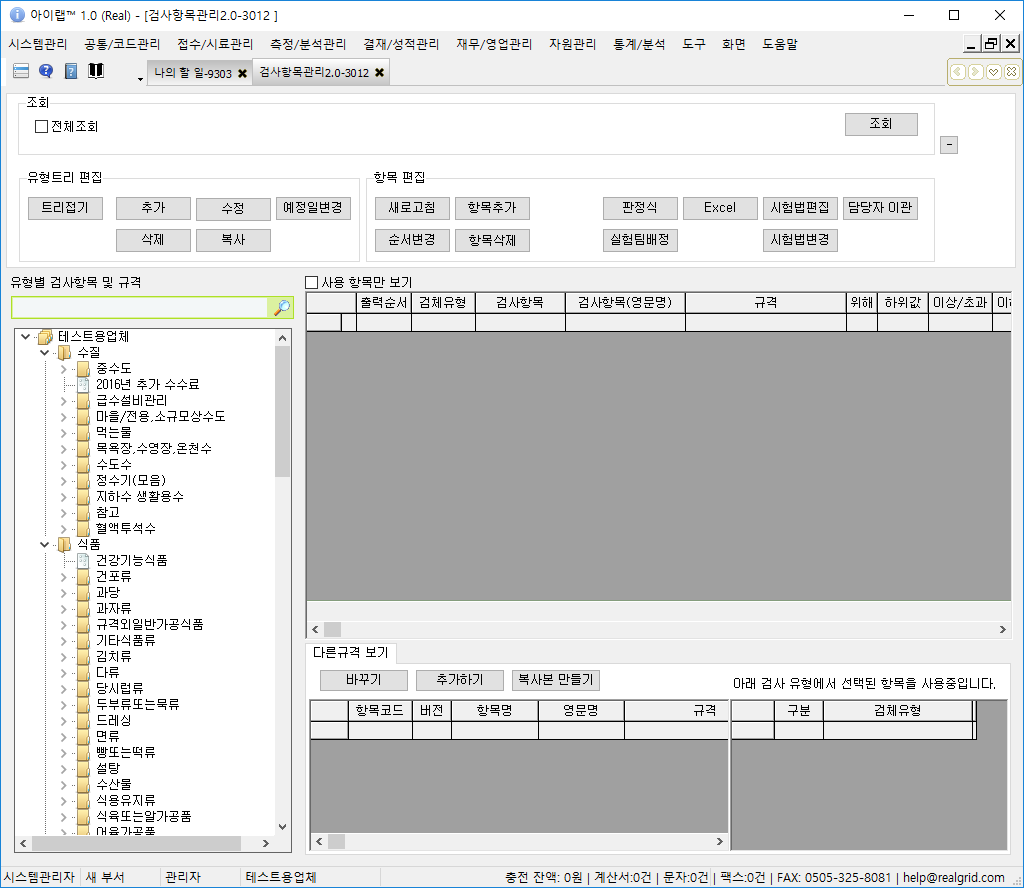 아이랩™ 1.0 (Real) - [검사항목관리2.0-3012 ]
시스템관리 공통/코드관리 접수/시료관리 측정/분석관리 결재/성적관리 재무/영업관리 자원관리 통계/분석 도구 화면 도움말
나의 할 일-9303 검사항목관리2.0-3012
조회
전체조회
조회
유형트리 편집
트리접기 추가 수정 예정일변경
삭제 복사
항목 편집
새로고침 항목추가 판정식 Excel 시험법편집 담당자 이관
순서변경 항목삭제 실험팀배정 시험법변경
유형별 검사항목 및 규격
테스트용업체
수질
중수도
2016년 추가 수수료
급수설비관리
마을/전용,소규모상수도
먹는물
목욕장,수영장,온천수
수도수
정수기(모음)
지하수 생활용수
참고
혈액투석수
식품
건강기능식품
건포류
과당
과자류
규격외일반가공식품
기타식품류
김치류
다류
당시럽류
두부류또는묵류
드레싱
면류
빵또는떡류
설탕
수산물
식용유지류
식육또는알가공품
어육가공품
사용 항목만 보기
출력순서 검체유형 검사항목 검사항목(영문명) 규격 위해 하위값 이상/초과
다른규격 보기
바꾸기 추가하기 복사본 만들기
아래 검사 유형에서 선택된 항목을 사용중입니다.
항목코드 버전 항목명 영문명 규격
구분 검체유형
시스템관리자 새 부서 관리자 테스트용업체
충전 잔액: 0원 | 계산서:0건 | 문자:0건 | 팩스:0건 | FAX: 0505-325-8081 | help@realgrid.com